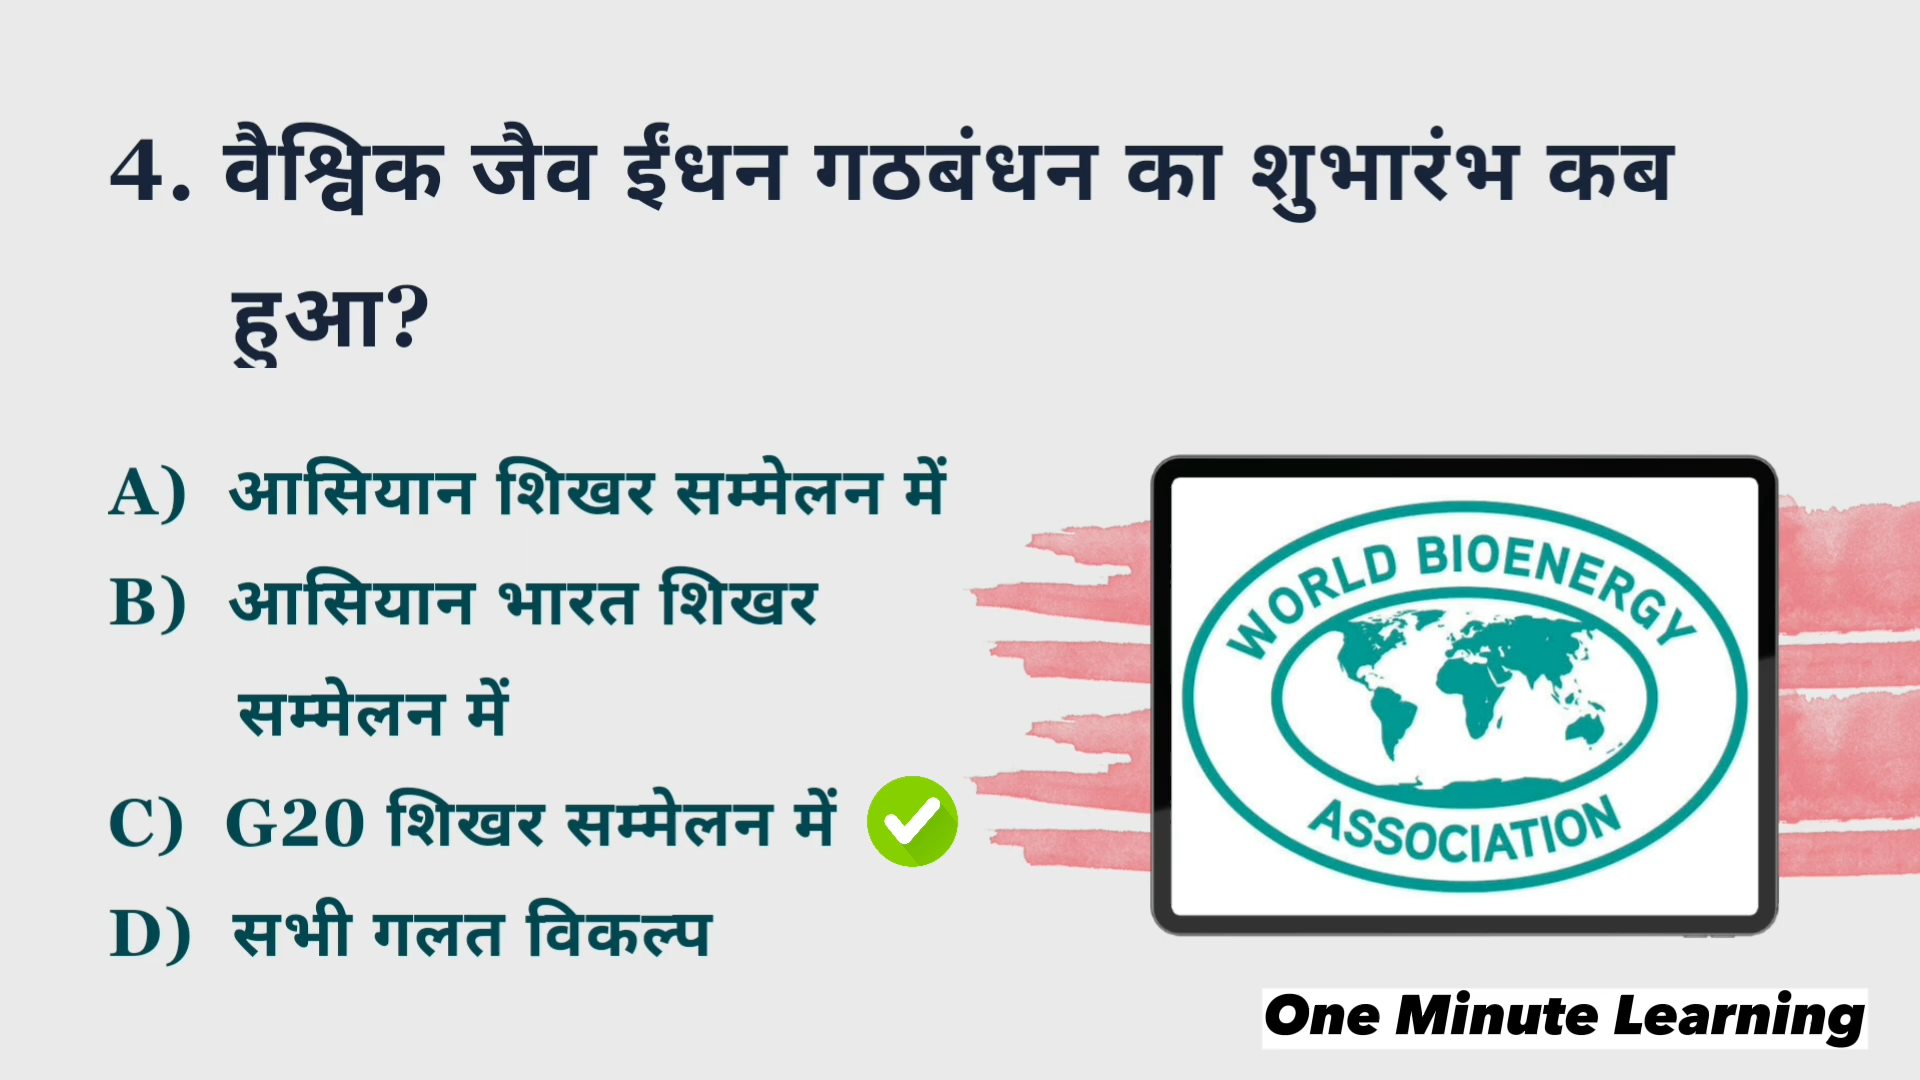 4. वैश्विक जैव ईंधन गठबंधन का शुभारंभ कब
हुआ?
A) आसियान शिखर सम्मेलन में
B) आसियान भारत शिखर
सम्मेलन में
C) G20 शिखर सम्मेलन में
D) सभी गलत विकल्प
WORLD BIOENERGY
ASSOCIATION
One Minute Learning